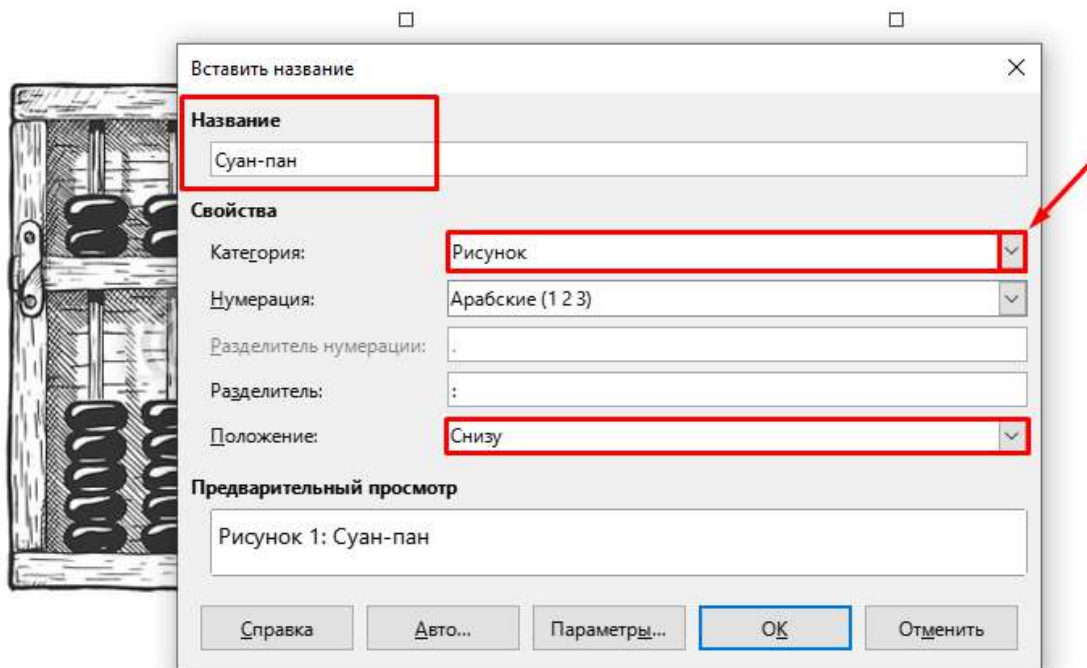 Вставить название
Название
Суан-пан
Свойства
Категория: Рисунок
Нумерация: Арабские (1 2 3)
Разделитель нумерации: .
Разделитель: :
Положение: Снизу
Предварительный просмотр
Рисунок 1: Суан-пан
Справка Авто... Параметры... ОК Отменить